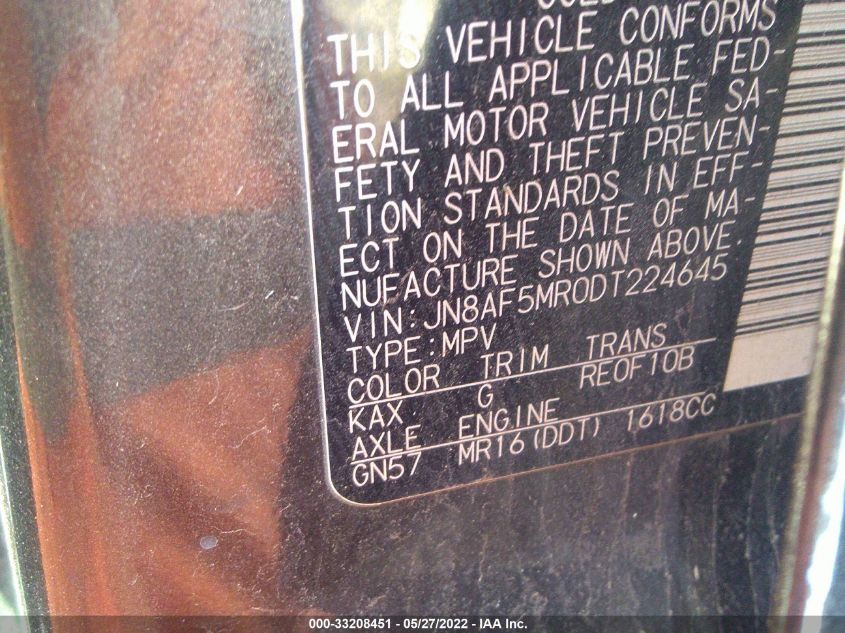 THIS VEHICLE CONFORMS
TO ALL APPLICABLE FED-
ERAL MOTOR VEHICLE SA-
FETY AND THEFT PREVEN-
TION STANDARDS IN EFF-
ECT ON THE DATE OF MA-
NUFACTURE SHOWN ABOVE.
VIN:JN8AF5MR0DT224645
TYPE:MPV
COLOR TRIM TRANS
KAX G RE0F10B
AXLE ENGINE
GN57 MR16(DDT) 1618CC
000-33208451 - 05/27/2022 - IAA Inc.